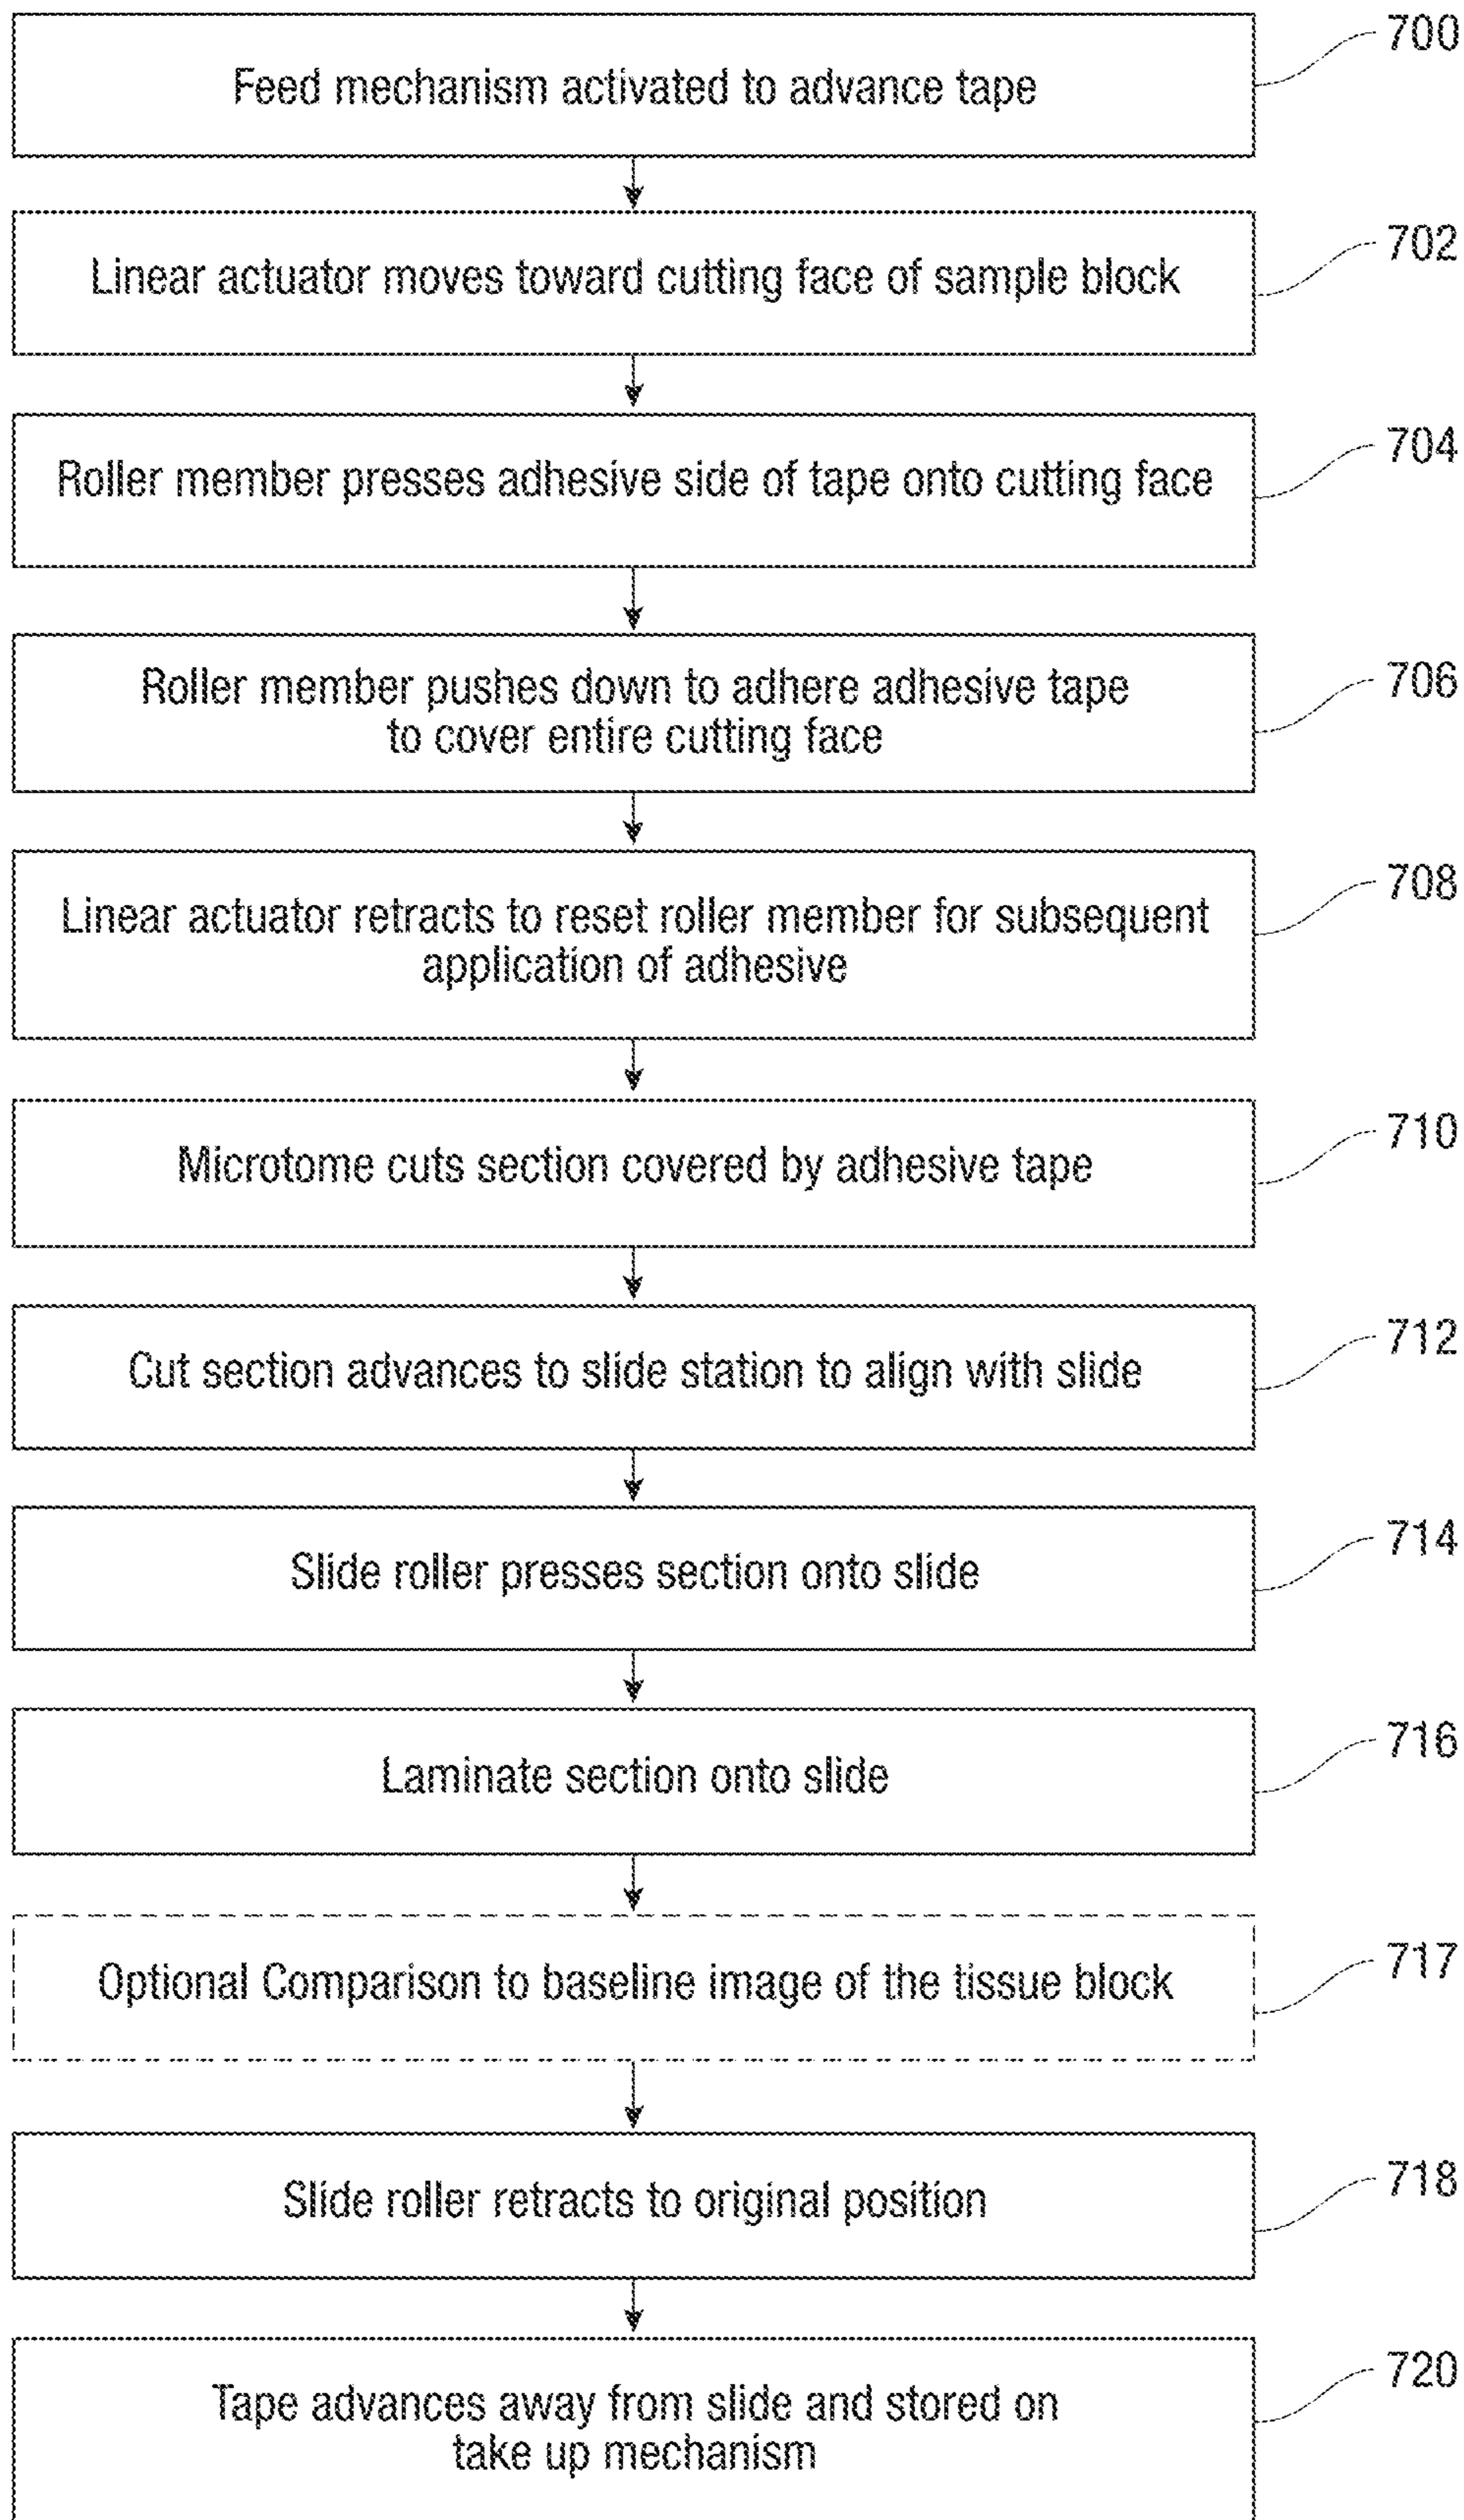 Feed mechanism activated to advance tape
700
Linear actuator moves toward cutting face of sample block
702
Roller member presses adhesive side of tape onto cutting face
704
Roller member pushes down to adhere adhesive tape
to cover entire cutting face
706
Linear actuator retracts to reset roller member for subsequent
application of adhesive
708
Microtome cuts section covered by adhesive tape
710
Cut section advances to slide station to align with slide
712
Slide roller presses section onto slide
714
Laminate section onto slide
716
Optional Comparison to baseline image of the tissue block
717
Slide roller retracts to original position
718
Tape advances away from slide and stored on
take up mechanism
720